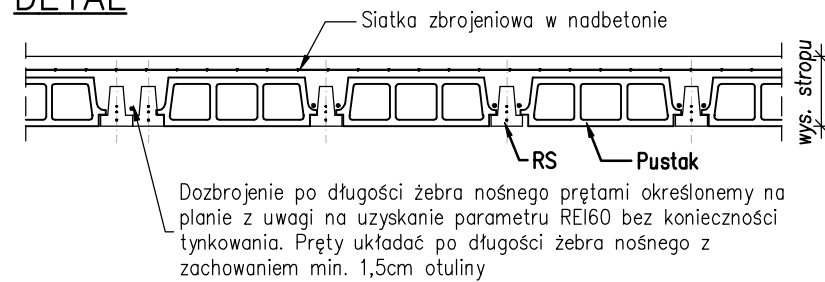 DETAL
Siatka zbrojeniowa w nadbetonie
wys. stropu
RS
Pustak
Dozbrojenie po długości żebra nośnego prętami określonemy na
planie z uwagi na uzyskanie parametru REI60 bez konieczności
tynkowania. Pręty układać po długości żebra nośnego z
zachowaniem min. 1,5cm otuliny